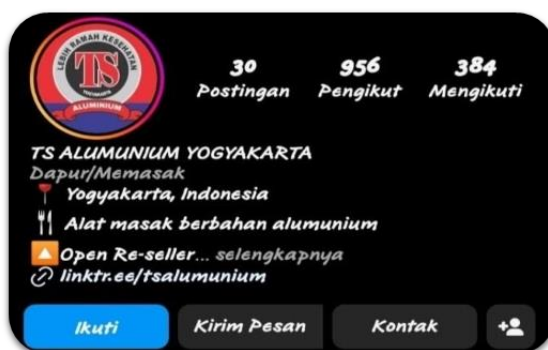 LEBIH RAMAH KESEHATAN
TS
YOGYAKARTA
ALUMINIUM
30 956 384
Postingan Pengikut Mengikuti
TS ALUMUNIUM YOGYAKARTA
Dapur/Memasak
Yogyakarta, Indonesia
Alat masak berbahan alumunium
Open Re-seller... selengkapnya
linktr.ee/tsalumunium
Ikuti Kirim Pesan Kontak